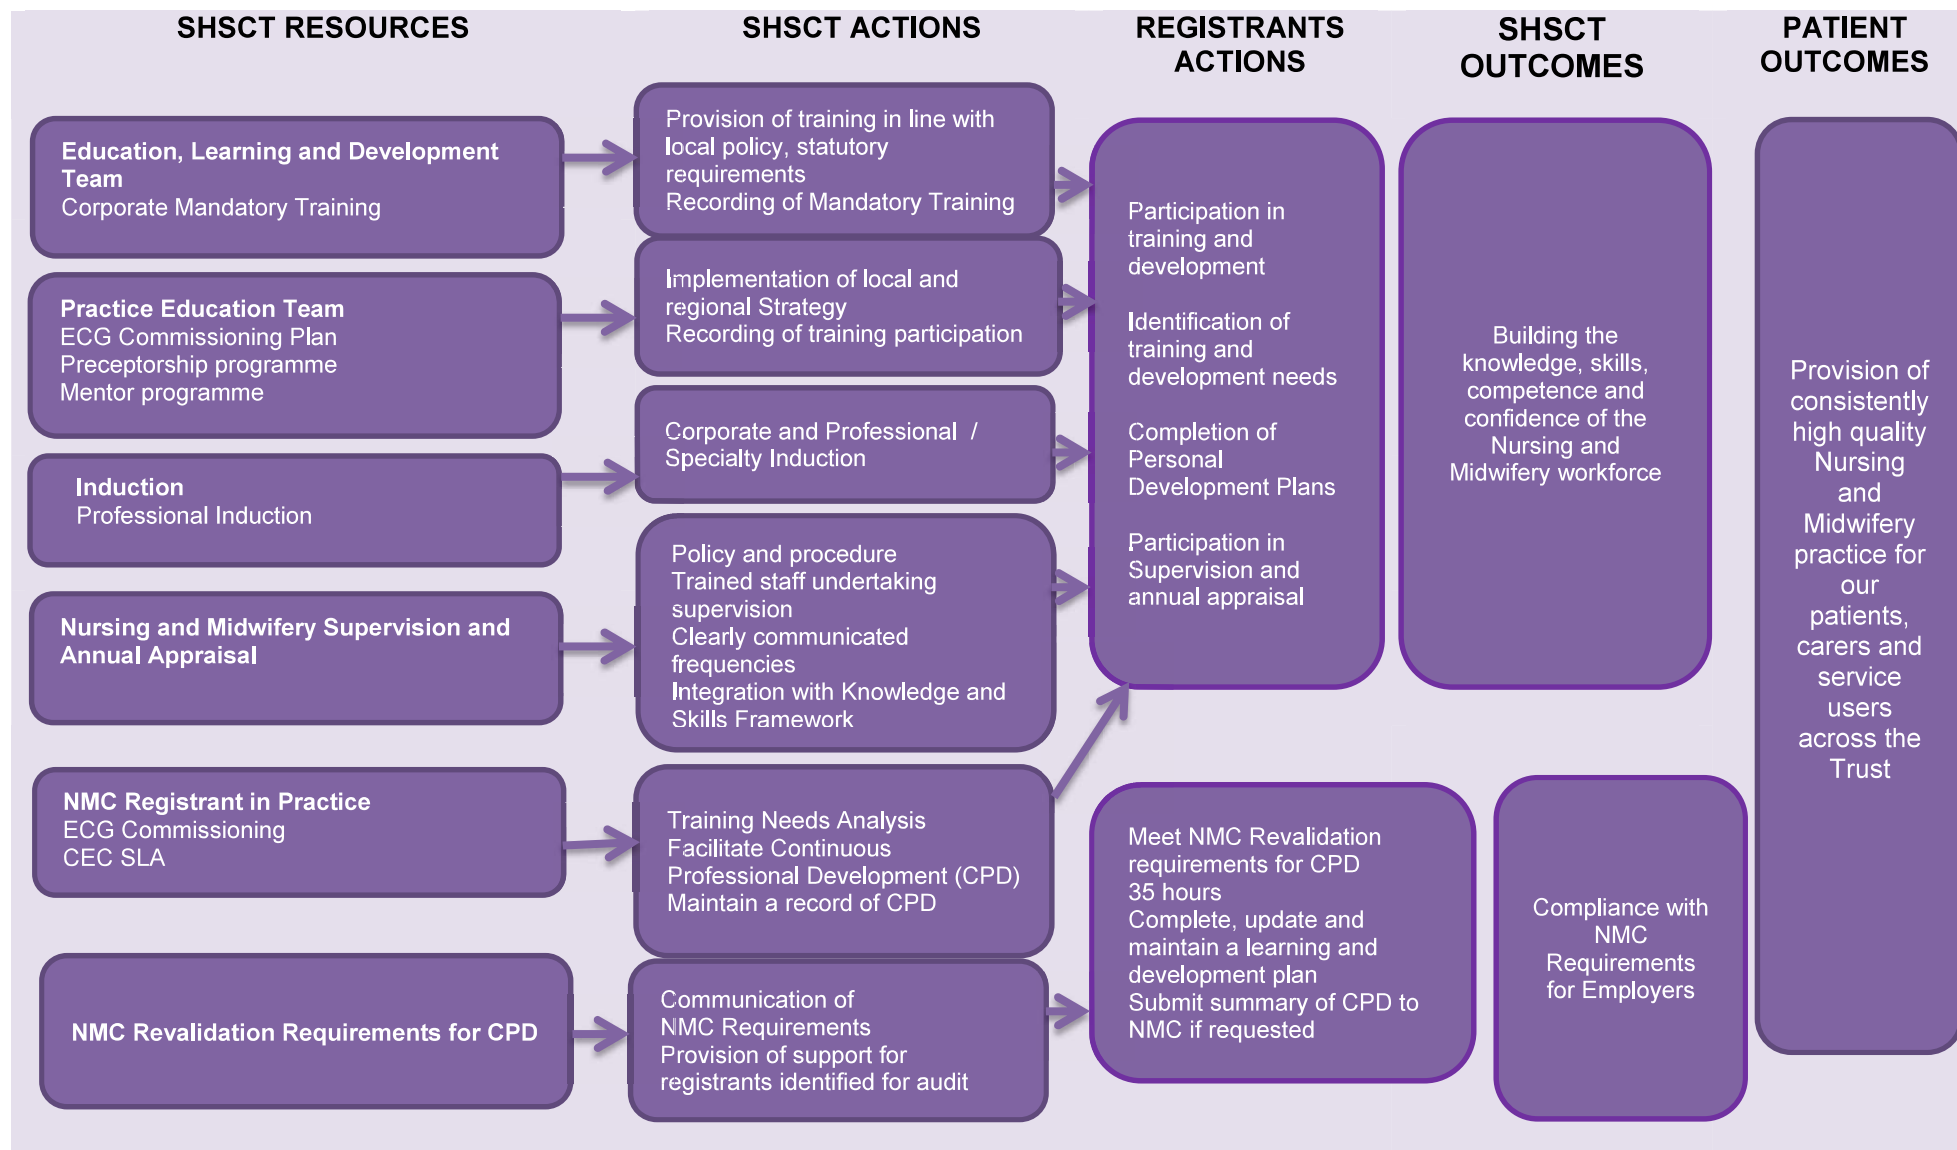 SHSCT RESOURCES
SHSCT ACTIONS
REGISTRANTS
ACTIONS
SHSCT
OUTCOMES
PATIENT
OUTCOMES
Education, Learning and Development
Team
Corporate Mandatory Training
Provision of training in line with
local policy, statutory
requirements
Recording of Mandatory Training
Practice Education Team
ECG Commissioning Plan
Preceptorship programme
Mentor programme
Implementation of local and
regional Strategy
Recording of training participation
Induction
Professional Induction
Corporate and Professional /
Specialty Induction
Nursing and Midwifery Supervision and
Annual Appraisal
Policy and procedure
Trained staff undertaking
supervision
Clearly communicated
frequencies
Integration with Knowledge and
Skills Framework
NMC Registrant in Practice
ECG Commissioning
CEC SLA
Training Needs Analysis
Facilitate Continuous
Professional Development (CPD)
Maintain a record of CPD
NMC Revalidation Requirements for CPD
Communication of
NMC Requirements
Provision of support for
registrants identified for audit
Participation in
training and
development
Identification of
training and
development needs
Completion of
Personal
Development Plans
Participation in
Supervision and
annual appraisal
Meet NMC Revalidation
requirements for CPD
35 hours
Complete, update and
maintain a learning and
development plan
Submit summary of CPD to
NMC if requested
Building the
knowledge, skills,
competence and
confidence of the
Nursing and
Midwifery workforce
Compliance with
NMC
Requirements
for Employers
Provision of
consistently
high quality
Nursing
and
Midwifery
practice for
our
patients,
carers and
service
users
across the
Trust